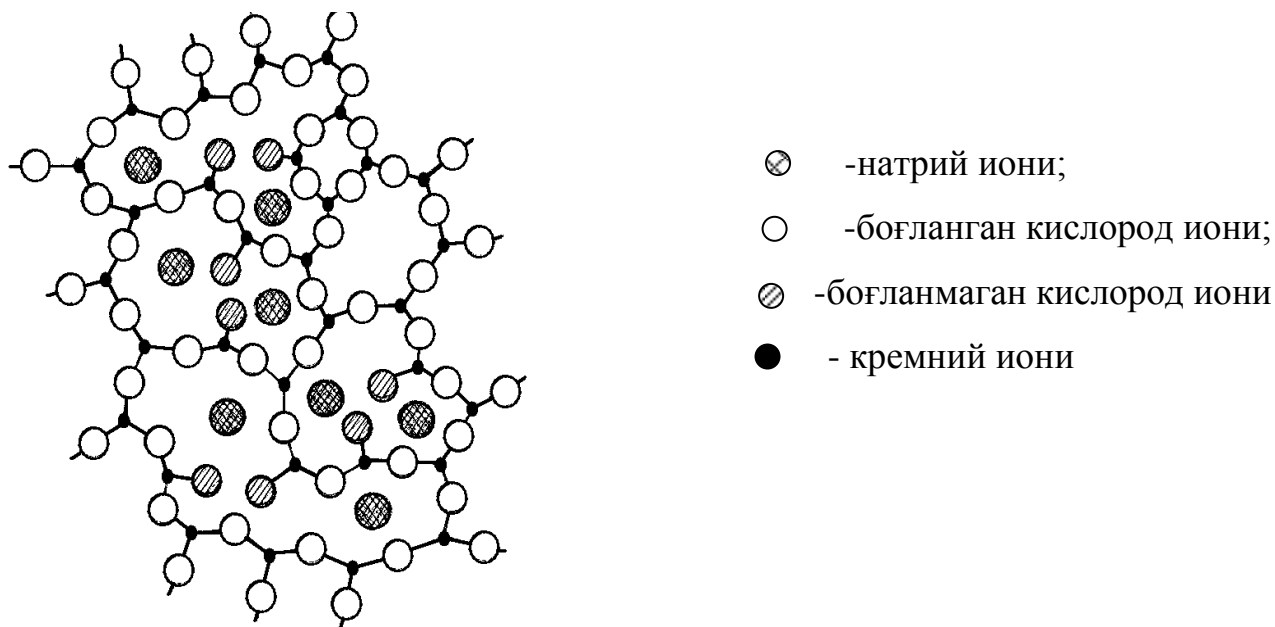 -натрий иони;
-боғланган кислород иони;
-боғланмаган кислород иони
- кремний иони